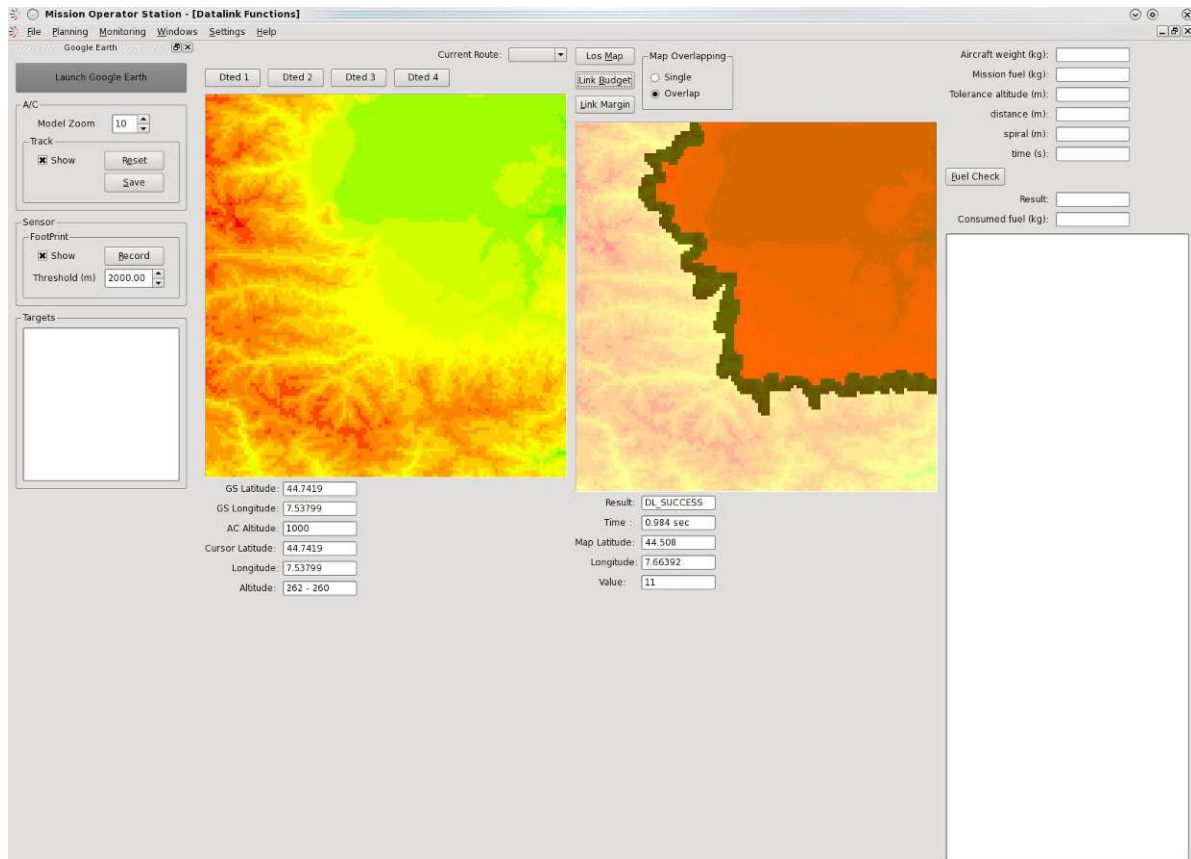 Mission Operator Station - [Datalink Functions]
File Planning Monitoring Windows Settings Help
Google Earth
Launch Google Earth
A/C
Model Zoom 10
Track
Show Reset
Save
Sensor
FootPrint
Show Record
Threshold (m) 2000.00
Targets
Current Route:
Dted 1 Dted 2 Dted 3 Dted 4
GS Latitude: 44.7419
GS Longitude: 7.53799
AC Altitude: 1000
Cursor Latitude: 44.7419
Longitude: 7.53799
Altitude: 262 - 260
Los Map
Link Budget
Link Margin
Map Overlapping
Single
Overlap
Result: DL_SUCCESS
Time : 0.984 sec
Map Latitude: 44.508
Longitude: 7.66392
Value: 11
Aircraft weight (kg):
Mission fuel (kg):
Tolerance altitude (m):
distance (m):
spiral (m):
time (s):
Fuel Check
Result:
Consumed fuel (kg):